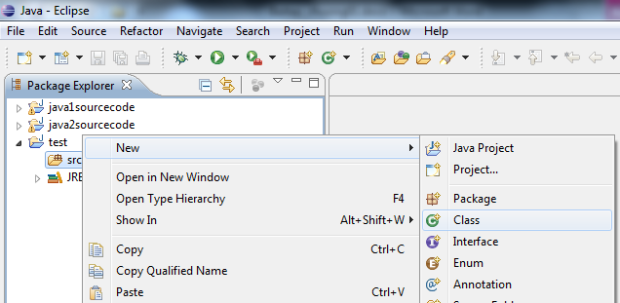 Java - Eclipse
File Edit Source Refactor Navigate Search Project Run Window Help
Package Explorer
java1sourcecode
java2sourcecode
test
src
JRE
New
Open in New Window
Open Type Hierarchy F4
Show In Alt+Shift+W
Copy Ctrl+C
Copy Qualified Name
Paste Ctrl+V
Java Project
Project...
Package
Class
Interface
Enum
Annotation